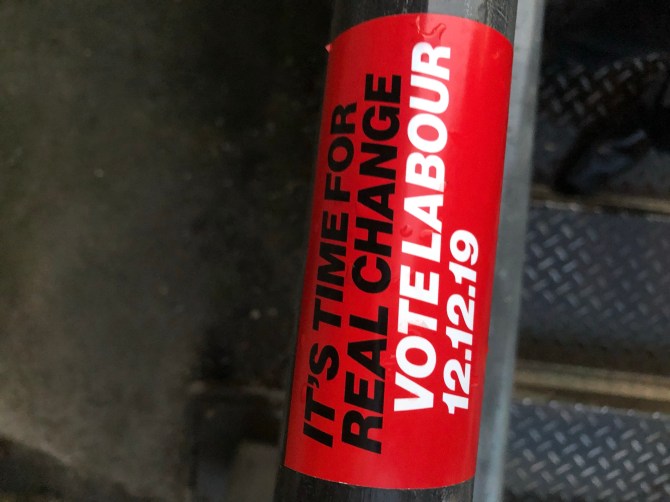 IT'S TIME FOR
REAL CHANGE
VOTE LABOUR
12.12.19